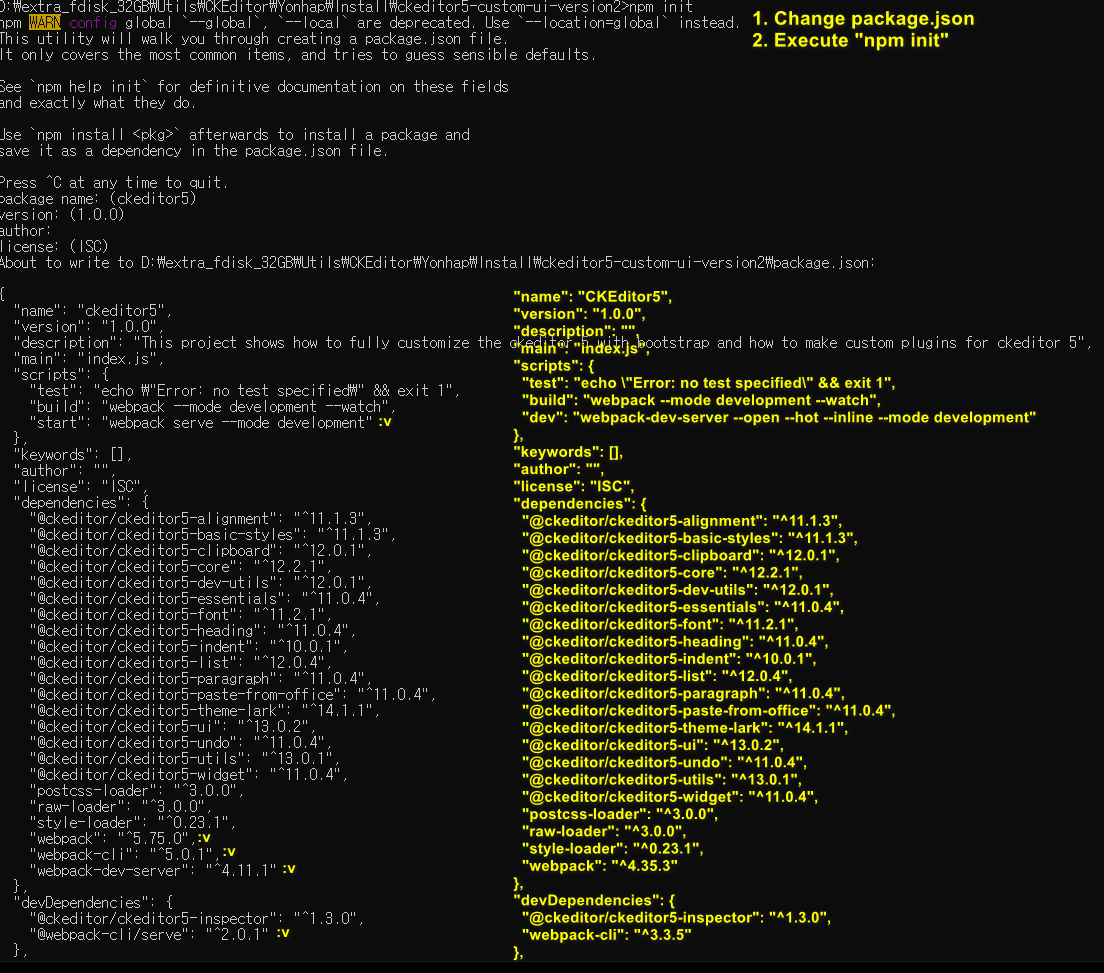 D:₩extra_fdisk_32GB₩Utils₩CKEditor₩Yonhap₩Install₩ckeditor5-custom-ui-version2>npm init
npm WARN config global `--global`, `--local` are deprecated. Use `--location=global` instead.
This utility will walk you through creating a package.json file.
It only covers the most common items, and tries to guess sensible defaults.
See `npm help init` for definitive documentation on these fields
and exactly what they do.
Use `npm install <pkg>` afterwards to install a package and
save it as a dependency in the package.json file.
Press ^C at any time to quit.
package name: (ckeditor5)
version: (1.0.0)
author:
license: (ISC)
About to write to D:₩extra_fdisk_32GB₩Utils₩CKEditor₩Yonhap₩Install₩ckeditor5-custom-ui-version2₩package.json:
{
"name": "ckeditor5",
"version": "1.0.0",
"description": "This project shows how to fully customize the ckeditor 5 with bootstrap and how to make custom plugins for ckeditor 5",
"main": "index.js",
"scripts": {
"test": "echo ₩"Error: no test specified₩" && exit 1",
"build": "webpack --mode development --watch",
"start": "webpack serve --mode development" :v
},
"keywords": [],
"author": "",
"license": "ISC",
"dependencies": {
"@ckeditor/ckeditor5-alignment": "^11.1.3",
"@ckeditor/ckeditor5-basic-styles": "^11.1.3",
"@ckeditor/ckeditor5-clipboard": "^12.0.1",
"@ckeditor/ckeditor5-core": "^12.2.1",
"@ckeditor/ckeditor5-dev-utils": "^12.0.1",
"@ckeditor/ckeditor5-essentials": "^11.0.4",
"@ckeditor/ckeditor5-font": "^11.2.1",
"@ckeditor/ckeditor5-heading": "^11.0.4",
"@ckeditor/ckeditor5-indent": "^10.0.1",
"@ckeditor/ckeditor5-list": "^12.0.4",
"@ckeditor/ckeditor5-paragraph": "^11.0.4",
"@ckeditor/ckeditor5-paste-from-office": "^11.0.4",
"@ckeditor/ckeditor5-theme-lark": "^14.1.1",
"@ckeditor/ckeditor5-ui": "^13.0.2",
"@ckeditor/ckeditor5-undo": "^11.0.4",
"@ckeditor/ckeditor5-utils": "^13.0.1",
"@ckeditor/ckeditor5-widget": "^11.0.4",
"postcss-loader": "^3.0.0",
"raw-loader": "^3.0.0",
"style-loader": "^0.23.1",
"webpack": "^5.75.0", :v
"webpack-cli": "^5.0.1", :v
"webpack-dev-server": "^4.11.1" :v
},
"devDependencies": {
"@ckeditor/ckeditor5-inspector": "^1.3.0",
"@webpack-cli/serve": "^2.0.1" :v
},
1. Change package.json
2. Execute "npm init"
"name": "CKEditor5",
"version": "1.0.0",
"description": "",
"main": "index.js",
"scripts": {
"test": "echo \"Error: no test specified\" && exit 1",
"build": "webpack --mode development --watch",
"dev": "webpack-dev-server --open --hot --inline --mode development"
},
"keywords": [],
"author": "",
"license": "ISC",
"dependencies": {
"@ckeditor/ckeditor5-alignment": "^11.1.3",
"@ckeditor/ckeditor5-basic-styles": "^11.1.3",
"@ckeditor/ckeditor5-clipboard": "^12.0.1",
"@ckeditor/ckeditor5-core": "^12.2.1",
"@ckeditor/ckeditor5-dev-utils": "^12.0.1",
"@ckeditor/ckeditor5-essentials": "^11.0.4",
"@ckeditor/ckeditor5-font": "^11.2.1",
"@ckeditor/ckeditor5-heading": "^11.0.4",
"@ckeditor/ckeditor5-indent": "^10.0.1",
"@ckeditor/ckeditor5-list": "^12.0.4",
"@ckeditor/ckeditor5-paragraph": "^11.0.4",
"@ckeditor/ckeditor5-paste-from-office": "^11.0.4",
"@ckeditor/ckeditor5-theme-lark": "^14.1.1",
"@ckeditor/ckeditor5-ui": "^13.0.2",
"@ckeditor/ckeditor5-undo": "^11.0.4",
"@ckeditor/ckeditor5-utils": "^13.0.1",
"@ckeditor/ckeditor5-widget": "^11.0.4",
"postcss-loader": "^3.0.0",
"raw-loader": "^3.0.0",
"style-loader": "^0.23.1",
"webpack": "^4.35.3"
},
"devDependencies": {
"@ckeditor/ckeditor5-inspector": "^1.3.0",
"webpack-cli": "^3.3.5"
},